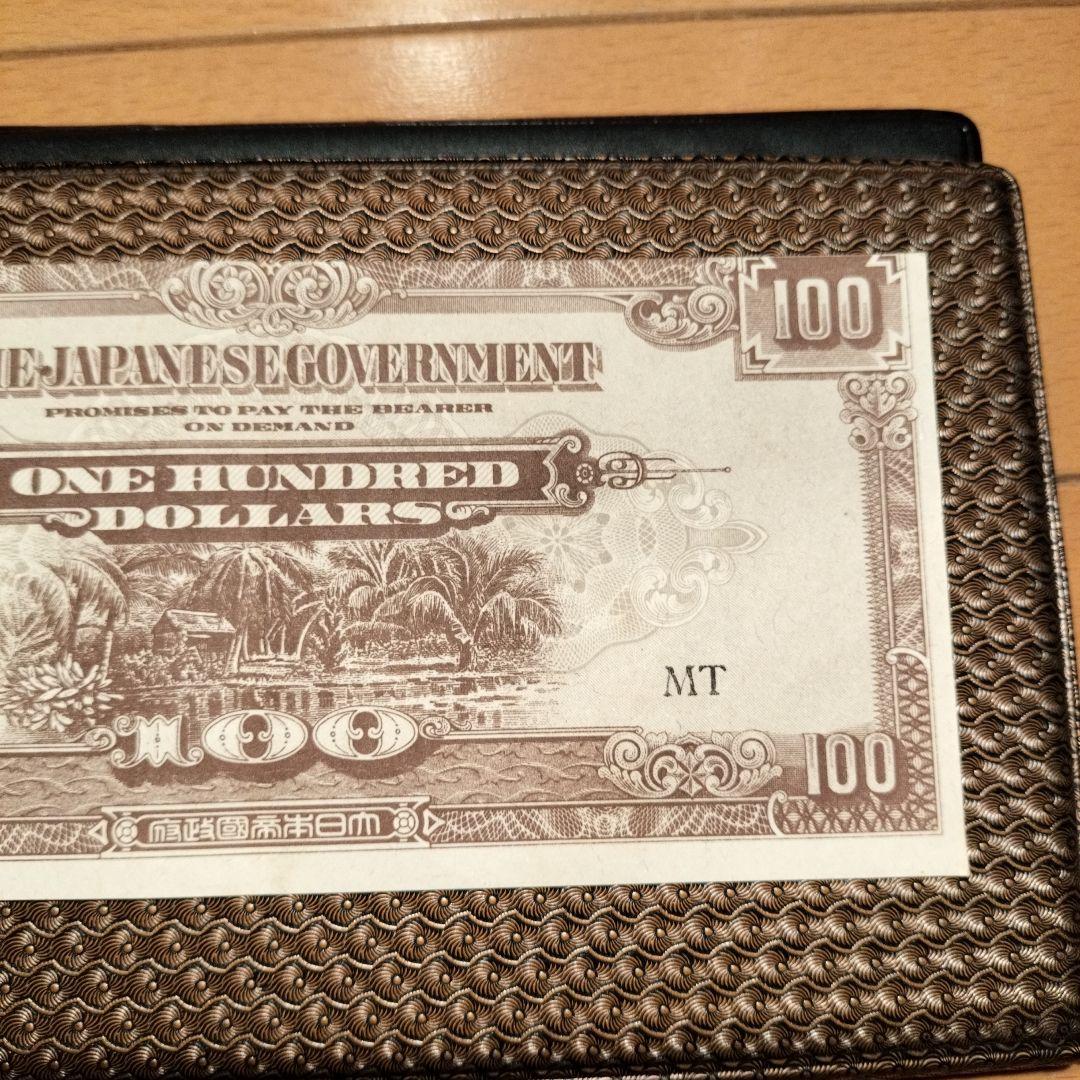 100
E JAPANESE GOVERNMENT
PROMISES TO PAY THE BEARER
ON DEMAND
ONE HUNDRED
DOLLARS
MT
100
100
府政國帝本日大